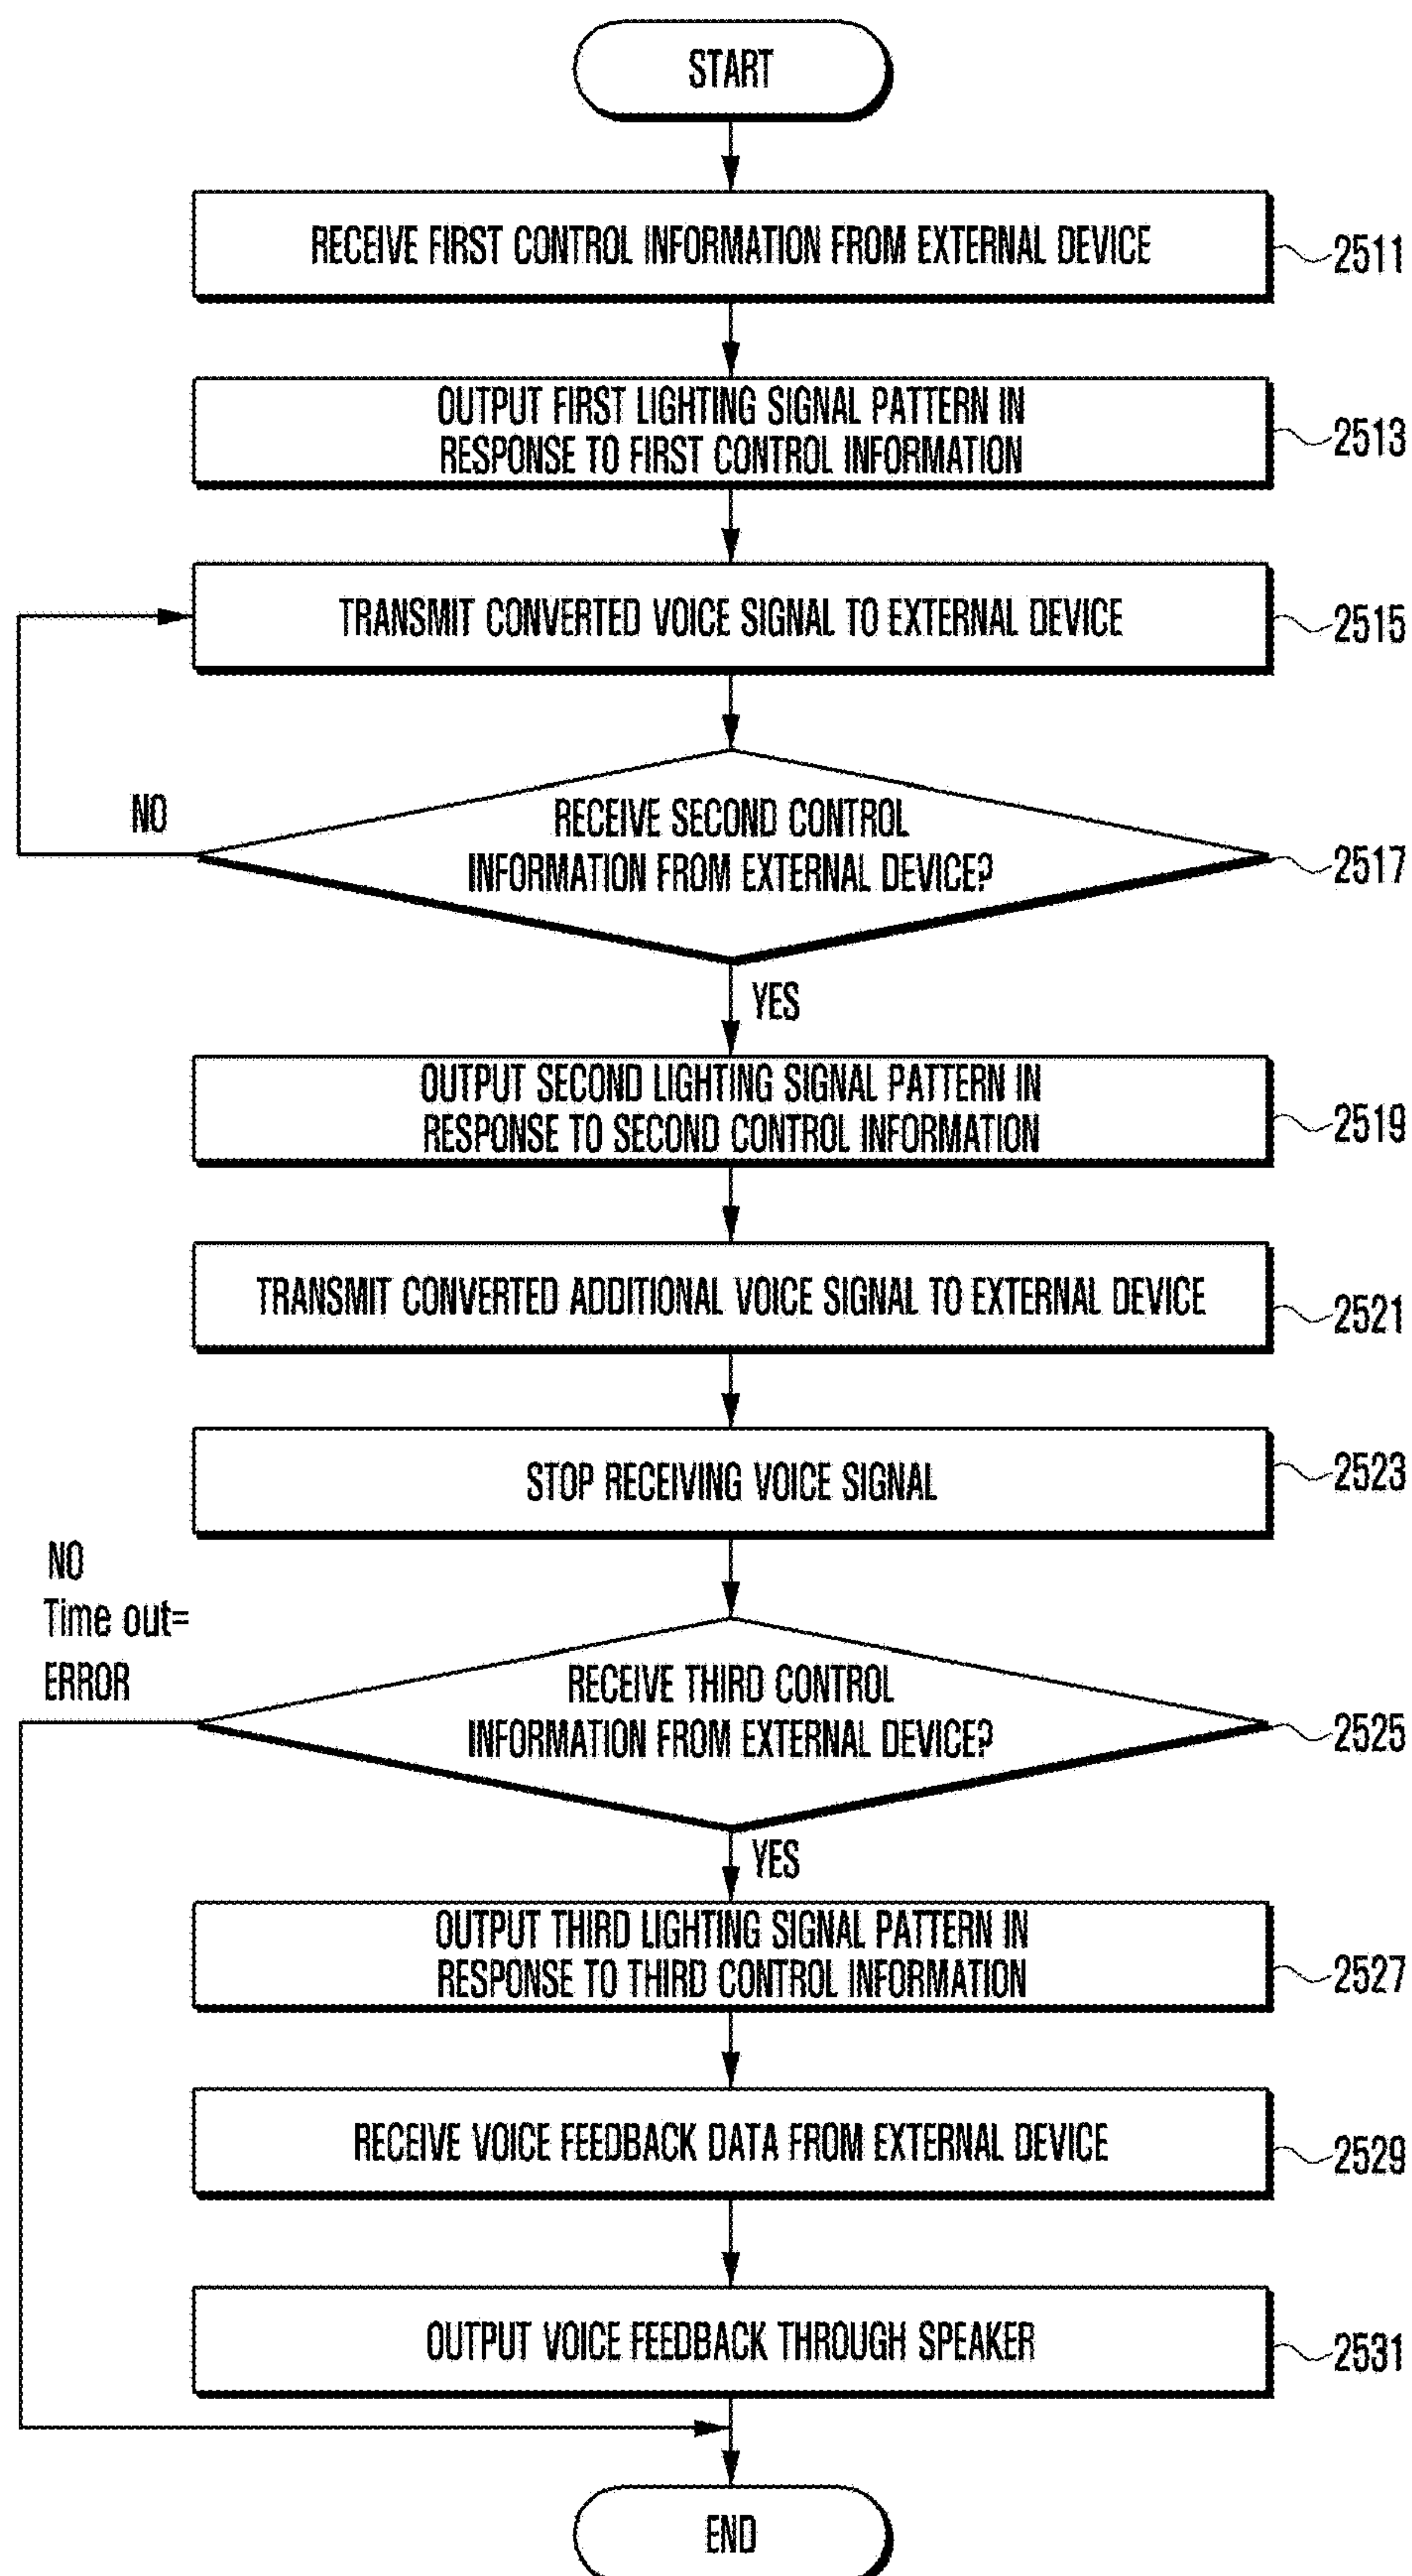 START
RECEIVE FIRST CONTROL INFORMATION FROM EXTERNAL DEVICE
2511
OUTPUT FIRST LIGHTING SIGNAL PATTERN IN
RESPONSE TO FIRST CONTROL INFORMATION
2513
TRANSMIT CONVERTED VOICE SIGNAL TO EXTERNAL DEVICE
2515
NO
RECEIVE SECOND CONTROL
INFORMATION FROM EXTERNAL DEVICE?
2517
YES
OUTPUT SECOND LIGHTING SIGNAL PATTERN IN
RESPONSE TO SECOND CONTROL INFORMATION
2519
TRANSMIT CONVERTED ADDITIONAL VOICE SIGNAL TO EXTERNAL DEVICE
2521
STOP RECEIVING VOICE SIGNAL
2523
NO
Time out=
ERROR
RECEIVE THIRD CONTROL
INFORMATION FROM EXTERNAL DEVICE?
2525
YES
OUTPUT THIRD LIGHTING SIGNAL PATTERN IN
RESPONSE TO THIRD CONTROL INFORMATION
2527
RECEIVE VOICE FEEDBACK DATA FROM EXTERNAL DEVICE
2529
OUTPUT VOICE FEEDBACK THROUGH SPEAKER
2531
END